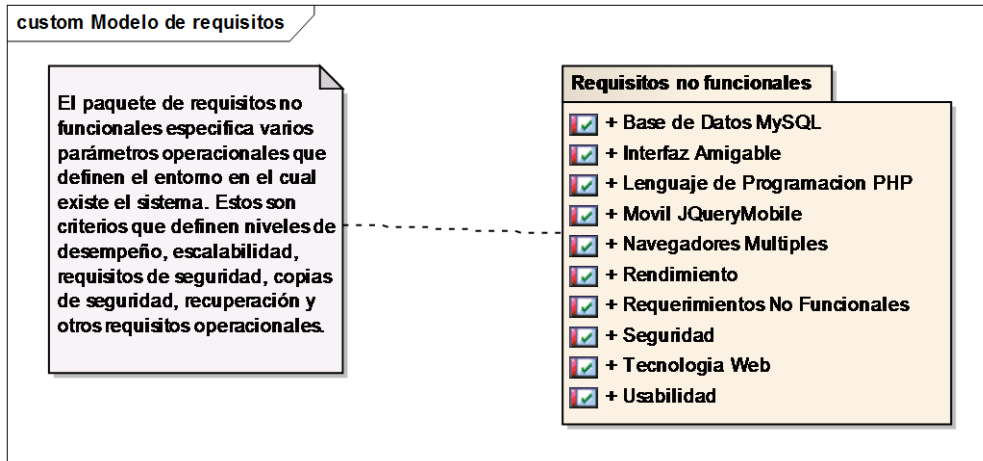 custom Modelo de requisitos
El paquete de requisitos no
funcionales especifica varios
parámetros operacionales que
definen el entorno en el cual
existe el sistema. Estos son
criterios que definen niveles de
desempeño, escalabilidad,
requisitos de seguridad, copias
de seguridad, recuperación y
otros requisitos operacionales.
Requisitos no funcionales
+ Base de Datos MySQL
+ Interfaz Amigable
+ Lenguaje de Programacion PHP
+ Movil JQueryMobile
+ Navegadores Multiples
+ Rendimiento
+ Requerimientos No Funcionales
+ Seguridad
+ Tecnologia Web
+ Usabilidad